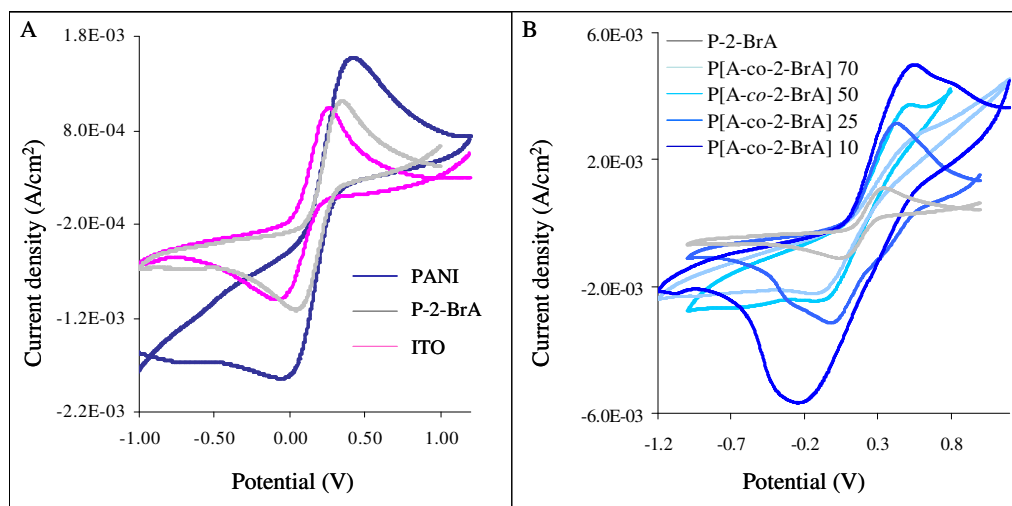 A
1.8E-03
8.0E-04
-2.0E-04
-1.2E-03
-2.2E-03
Current density (A/cm²)
PANI
P-2-BrA
ITO
-1.00
-0.50
0.00
0.50
1.00
Potential (V)
B
6.0E-03
2.0E-03
-2.0E-03
-6.0E-03
Current density (A/cm²)
P-2-BrA
P[A-co-2-BrA] 70
P[A-co-2-BrA] 50
P[A-co-2-BrA] 25
P[A-co-2-BrA] 10
-1.2
-0.7
-0.2
0.3
0.8
Potential (V)